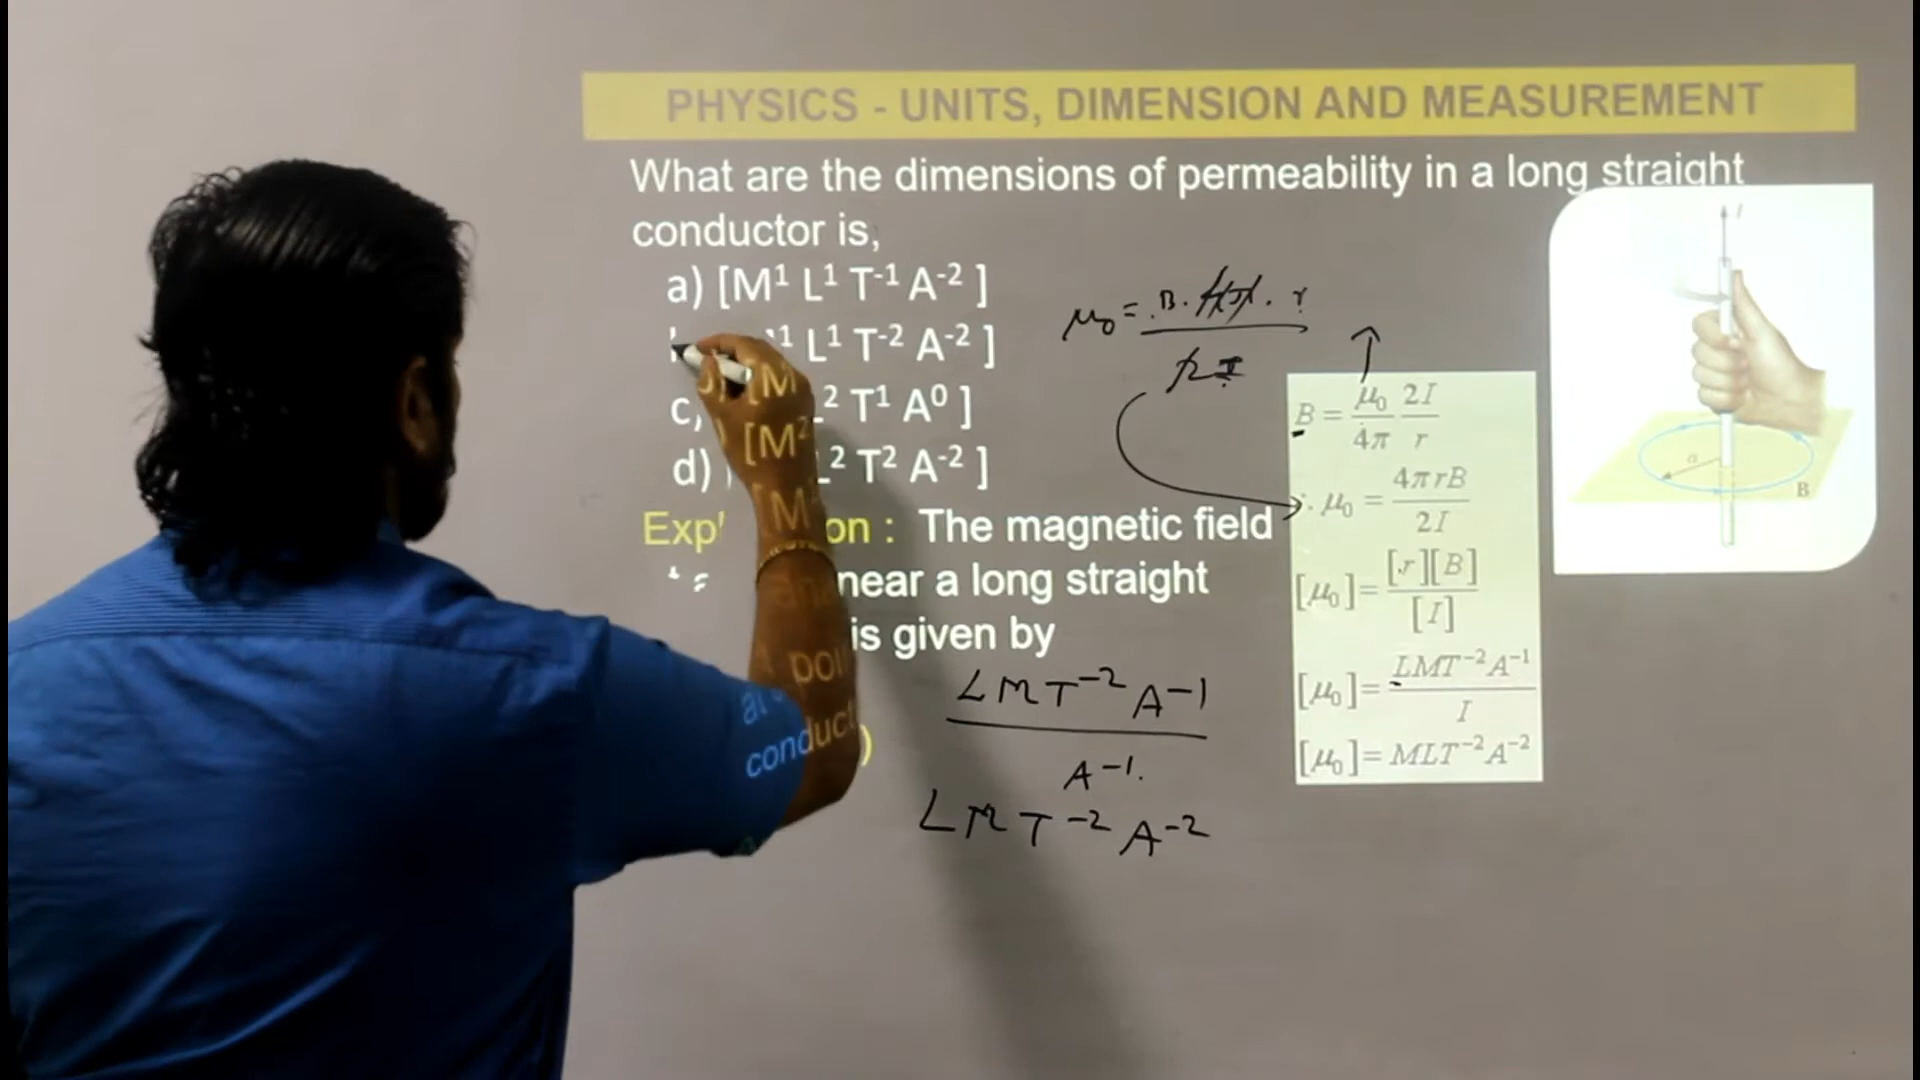 PHYSICS - UNITS, DIMENSION AND MEASUREMENT
What are the dimensions of permeability in a long straight
conductor is,
a) [M¹ L¹ T⁻¹ A⁻² ]
L¹ T⁻² A⁻² ]
c) ² T¹ A⁰ ]
d) ² T² A⁻² ]
[M
[M²
[M
μ₀ = B. r
I
B = μ₀/4π 2I/r
∴ μ₀ = 4πrB/2I
[μ₀]= [r][B]/[I]
[μ₀]= LMT⁻²A⁻¹/I
[μ₀]= MLT⁻²A⁻²
I
a
B
on : The magnetic field
near a long straight
is given by
conduct
LMT⁻²A⁻¹
A⁻¹.
LMT⁻²A⁻²